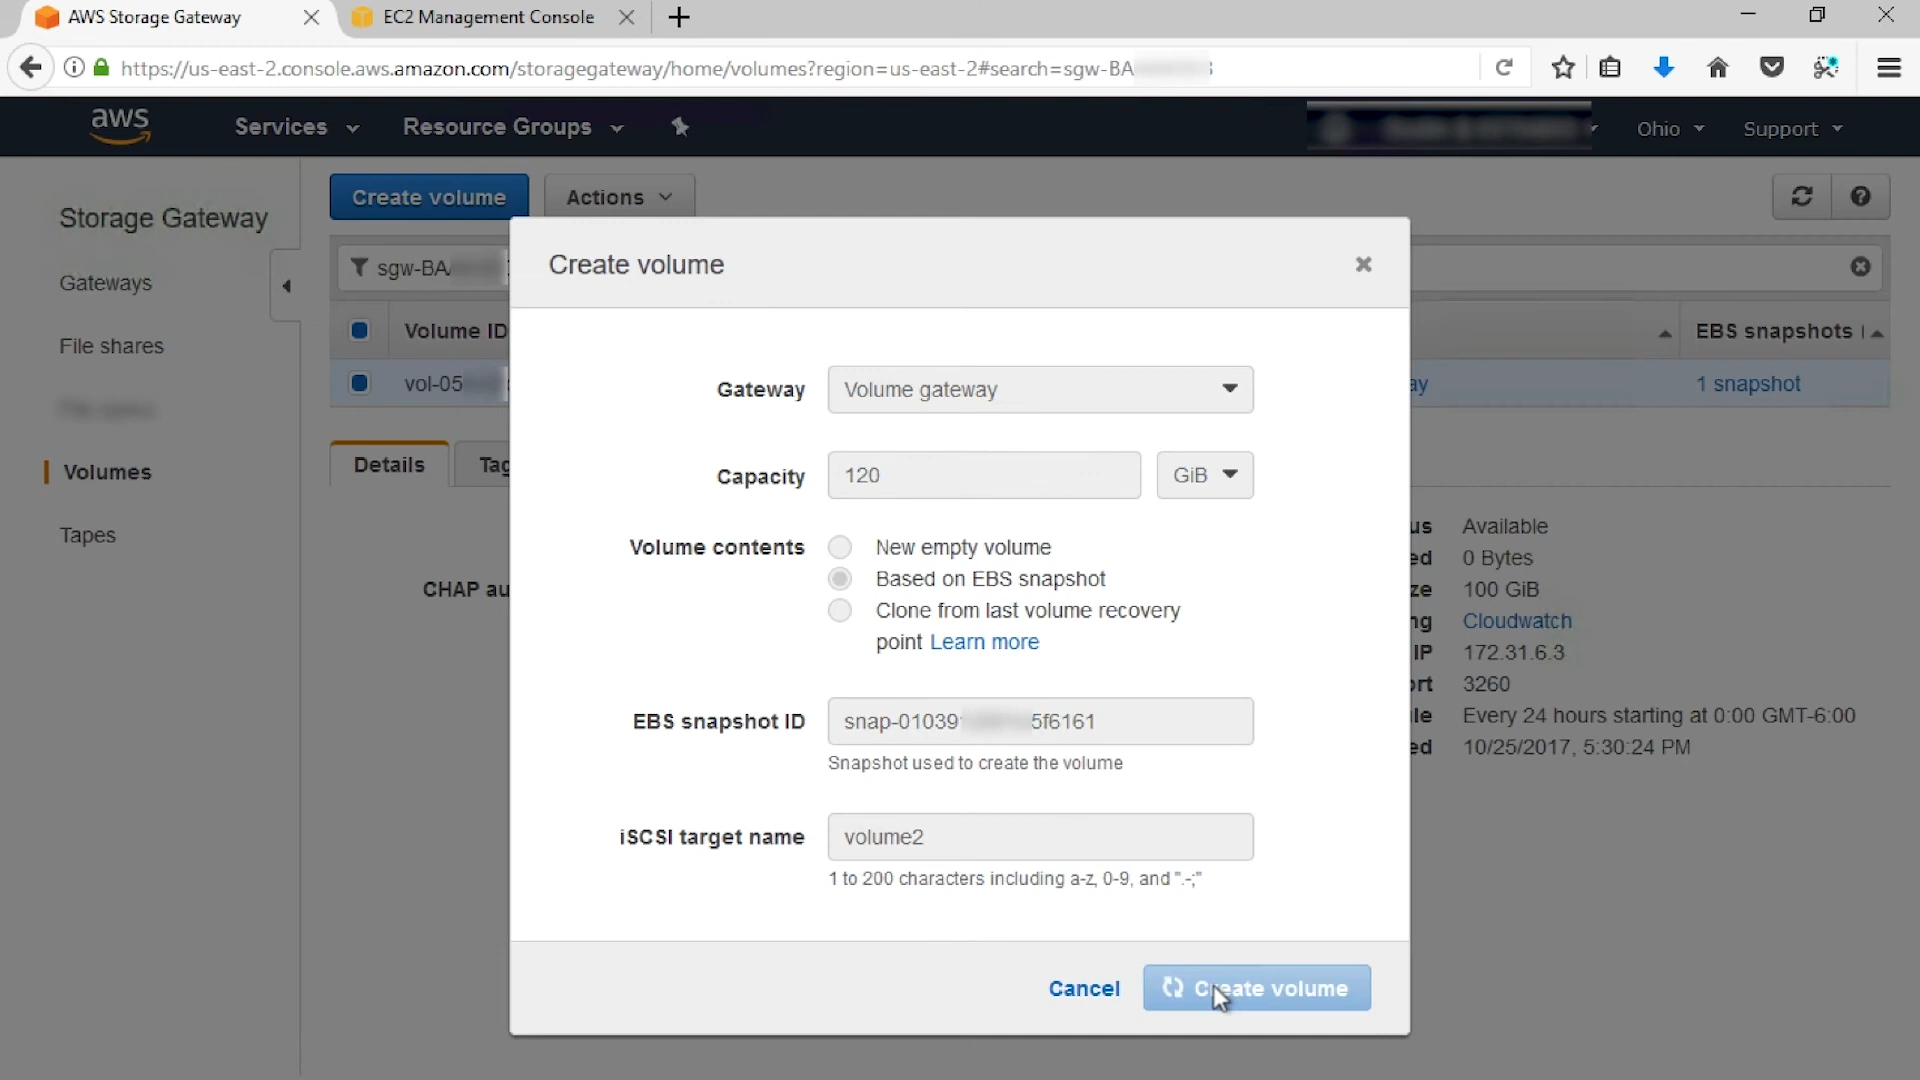 AWS Storage Gateway
EC2 Management Console
https://us-east-2.console.aws.amazon.com/storagegateway/home/volumes?region=us-east-2#search=sgw-BA
aws
Services
Resource Groups
Ohio
Support
Storage Gateway
Gateways
File shares
Volumes
Tapes
Create volume
Actions
sgw-BA
Volume ID
EBS snapshots
vol-05
ay
1 snapshot
Details
Tag
CHAP au
us Available
ed 0 Bytes
ze 100 GiB
ng Cloudwatch
IP 172.31.6.3
ort 3260
le Every 24 hours starting at 0:00 GMT-6:00
ed 10/25/2017, 5:30:24 PM
Create volume
Gateway Volume gateway
Capacity 120 GiB
Volume contents New empty volume
Based on EBS snapshot
Clone from last volume recovery
point Learn more
EBS snapshot ID snap-01039 5f6161
Snapshot used to create the volume
iSCSI target name volume2
1 to 200 characters including a-z, 0-9, and ".-;"
Cancel Create volume